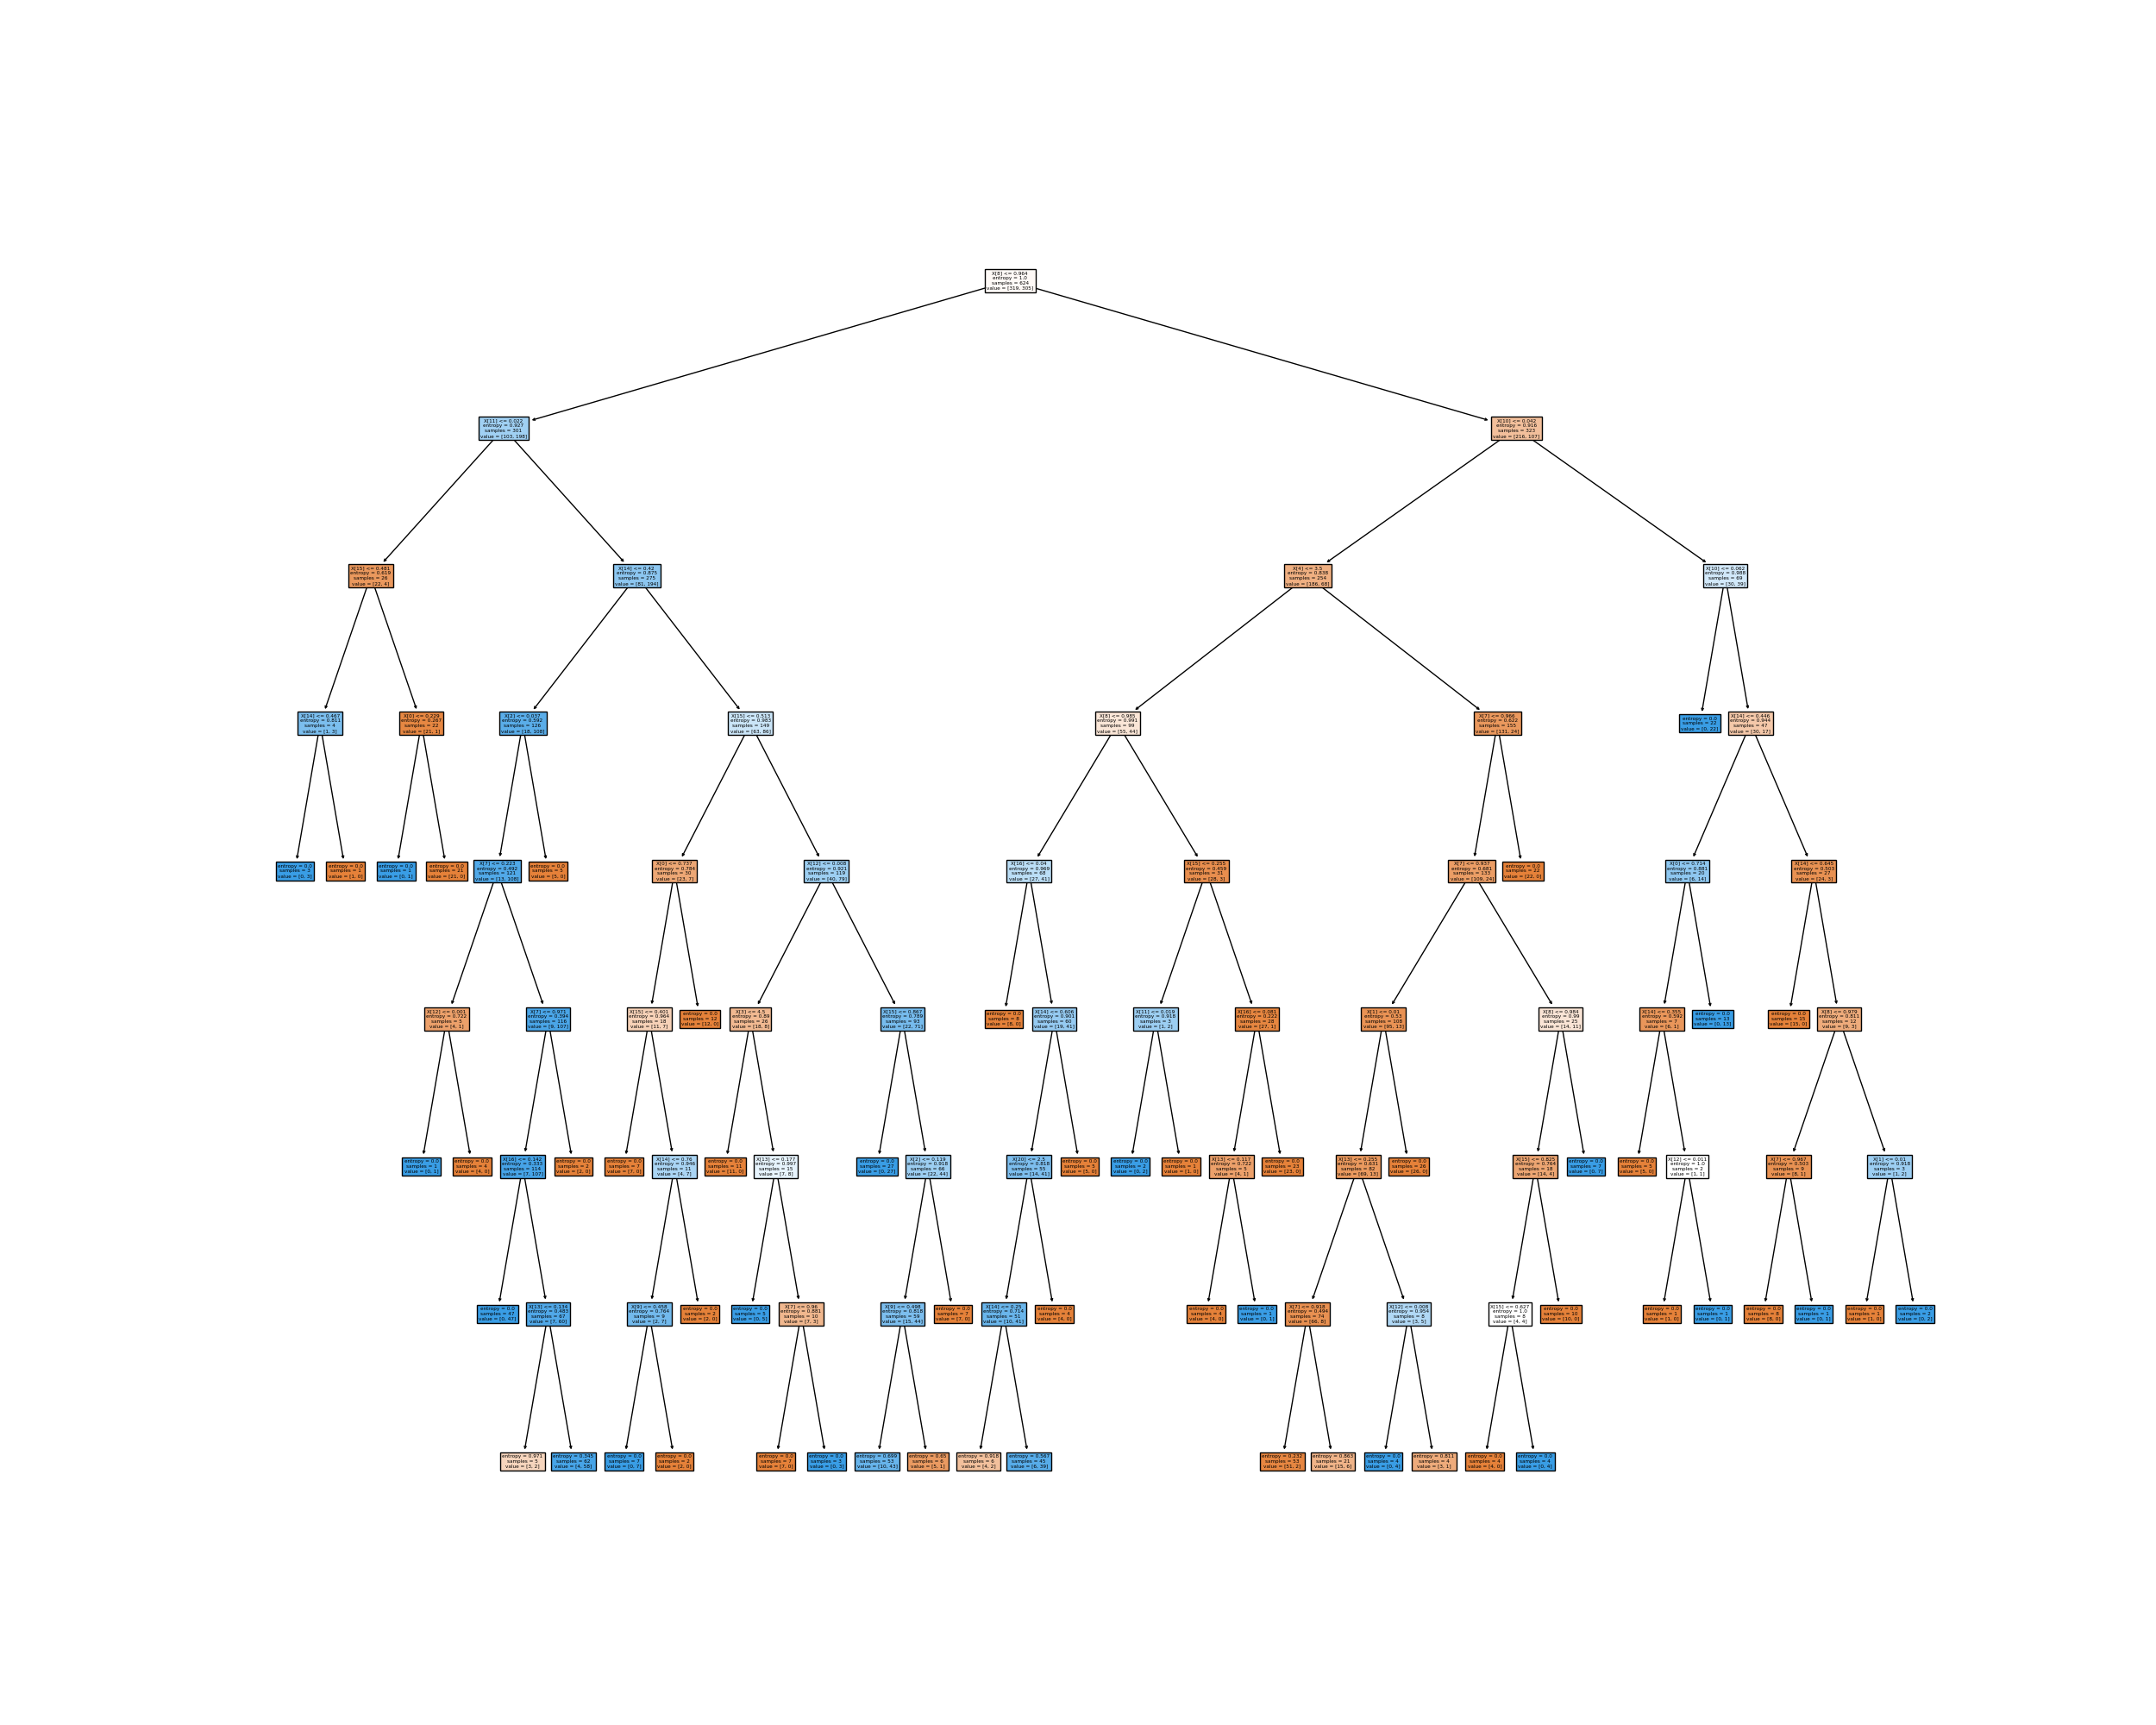 X[8] <= 0.964
entropy = 1.0
samples = 624
value = [319, 305]
X[11] <= 0.022
entropy = 0.927
samples = 301
value = [103, 198]
X[10] <= 0.042
entropy = 0.916
samples = 323
value = [216, 107]
X[15] <= 0.481
entropy = 0.619
samples = 26
value = [22, 4]
X[14] <= 0.42
entropy = 0.875
samples = 275
value = [81, 194]
X[4] <= 3.5
entropy = 0.838
samples = 254
value = [186, 68]
X[10] <= 0.062
entropy = 0.988
samples = 69
value = [30, 39]
X[14] <= 0.467
entropy = 0.811
samples = 4
value = [1, 3]
X[0] <= 0.229
entropy = 0.267
samples = 22
value = [21, 1]
X[2] <= 0.037
entropy = 0.592
samples = 126
value = [18, 108]
X[15] <= 0.513
entropy = 0.983
samples = 149
value = [63, 86]
X[8] <= 0.985
entropy = 0.991
samples = 99
value = [55, 44]
X[7] <= 0.966
entropy = 0.622
samples = 155
value = [131, 24]
entropy = 0.0
samples = 22
value = [0, 22]
X[14] <= 0.446
entropy = 0.944
samples = 47
value = [30, 17]
entropy = 0.0
samples = 3
value = [0, 3]
entropy = 0.0
samples = 1
value = [1, 0]
entropy = 0.0
samples = 1
value = [0, 1]
entropy = 0.0
samples = 21
value = [21, 0]
X[7] <= 0.223
entropy = 0.492
samples = 121
value = [13, 108]
entropy = 0.0
samples = 5
value = [5, 0]
X[0] <= 0.737
entropy = 0.784
samples = 30
value = [23, 7]
X[12] <= 0.008
entropy = 0.921
samples = 119
value = [40, 79]
X[16] <= 0.04
entropy = 0.969
samples = 68
value = [27, 41]
X[15] <= 0.255
entropy = 0.459
samples = 31
value = [28, 3]
X[7] <= 0.937
entropy = 0.681
samples = 133
value = [109, 24]
entropy = 0.0
samples = 22
value = [22, 0]
X[0] <= 0.714
entropy = 0.881
samples = 20
value = [6, 14]
X[14] <= 0.645
entropy = 0.503
samples = 27
value = [24, 3]
X[12] <= 0.001
entropy = 0.722
samples = 5
value = [4, 1]
X[7] <= 0.971
entropy = 0.394
samples = 116
value = [9, 107]
X[15] <= 0.401
entropy = 0.964
samples = 18
value = [11, 7]
entropy = 0.0
samples = 12
value = [12, 0]
X[3] <= 4.5
entropy = 0.89
samples = 26
value = [18, 8]
X[15] <= 0.667
entropy = 0.789
samples = 93
value = [22, 71]
entropy = 0.0
samples = 8
value = [8, 0]
X[14] <= 0.606
entropy = 0.901
samples = 60
value = [19, 41]
X[11] <= 0.019
entropy = 0.918
samples = 3
value = [1, 2]
X[18] <= 0.081
entropy = 0.222
samples = 28
value = [27, 1]
X[1] <= 0.01
entropy = 0.53
samples = 108
value = [95, 13]
X[8] <= 0.984
entropy = 0.99
samples = 25
value = [14, 11]
X[14] <= 0.355
entropy = 0.592
samples = 7
value = [6, 1]
entropy = 0.0
samples = 13
value = [0, 13]
entropy = 0.0
samples = 15
value = [15, 0]
X[8] <= 0.979
entropy = 0.811
samples = 12
value = [9, 3]
entropy = 0.0
samples = 1
value = [0, 1]
entropy = 0.0
samples = 4
value = [4, 0]
X[16] <= 0.142
entropy = 0.333
samples = 114
value = [7, 107]
entropy = 0.0
samples = 2
value = [2, 0]
entropy = 0.0
samples = 7
value = [7, 0]
X[14] <= 0.76
entropy = 0.946
samples = 11
value = [4, 7]
entropy = 0.0
samples = 11
value = [11, 0]
X[13] <= 0.177
entropy = 0.997
samples = 15
value = [7, 8]
entropy = 0.0
samples = 27
value = [0, 27]
X[2] <= 0.119
entropy = 0.918
samples = 66
value = [22, 44]
X[20] <= 2.5
entropy = 0.818
samples = 55
value = [14, 41]
entropy = 0.0
samples = 5
value = [5, 0]
entropy = 0.0
samples = 2
value = [0, 2]
entropy = 0.0
samples = 1
value = [1, 0]
X[13] <= 0.117
entropy = 0.722
samples = 5
value = [4, 1]
entropy = 0.0
samples = 23
value = [23, 0]
X[13] <= 0.255
entropy = 0.631
samples = 82
value = [69, 13]
entropy = 0.0
samples = 26
value = [26, 0]
X[15] <= 0.825
entropy = 0.764
samples = 18
value = [14, 4]
entropy = 0.0
samples = 7
value = [0, 7]
entropy = 0.0
samples = 5
value = [5, 0]
X[12] <= 0.011
entropy = 1.0
samples = 2
value = [1, 1]
X[7] <= 0.967
entropy = 0.503
samples = 9
value = [8, 1]
X[1] <= 0.01
entropy = 0.918
samples = 3
value = [1, 2]
entropy = 0.0
samples = 47
value = [0, 47]
X[13] <= 0.134
entropy = 0.483
samples = 67
value = [7, 60]
X[9] <= 0.458
entropy = 0.764
samples = 9
value = [2, 7]
entropy = 0.0
samples = 2
value = [2, 0]
entropy = 0.0
samples = 5
value = [0, 5]
X[7] <= 0.96
entropy = 0.881
samples = 10
value = [7, 3]
X[9] <= 0.498
entropy = 0.818
samples = 59
value = [15, 44]
entropy = 0.0
samples = 7
value = [7, 0]
X[14] <= 0.25
entropy = 0.714
samples = 51
value = [10, 41]
entropy = 0.0
samples = 4
value = [4, 0]
entropy = 0.0
samples = 4
value = [4, 0]
entropy = 0.0
samples = 1
value = [0, 1]
X[7] <= 0.918
entropy = 0.494
samples = 74
value = [66, 8]
X[12] <= 0.008
entropy = 0.954
samples = 8
value = [3, 5]
X[15] <= 0.627
entropy = 1.0
samples = 8
value = [4, 4]
entropy = 0.0
samples = 10
value = [10, 0]
entropy = 0.0
samples = 1
value = [1, 0]
entropy = 0.0
samples = 1
value = [0, 1]
entropy = 0.0
samples = 8
value = [8, 0]
entropy = 0.0
samples = 1
value = [0, 1]
entropy = 0.0
samples = 1
value = [1, 0]
entropy = 0.0
samples = 2
value = [0, 2]
entropy = 0.971
samples = 5
value = [3, 2]
entropy = 0.345
samples = 62
value = [4, 58]
entropy = 0.0
samples = 7
value = [0, 7]
entropy = 0.0
samples = 2
value = [2, 0]
entropy = 0.0
samples = 7
value = [7, 0]
entropy = 0.0
samples = 3
value = [0, 3]
entropy = 0.699
samples = 53
value = [10, 43]
entropy = 0.65
samples = 6
value = [5, 1]
entropy = 0.918
samples = 6
value = [4, 2]
entropy = 0.567
samples = 45
value = [6, 39]
entropy = 0.232
samples = 53
value = [51, 2]
entropy = 0.863
samples = 21
value = [15, 6]
entropy = 0.0
samples = 4
value = [0, 4]
entropy = 0.811
samples = 4
value = [3, 1]
entropy = 0.0
samples = 4
value = [4, 0]
entropy = 0.0
samples = 4
value = [0, 4]